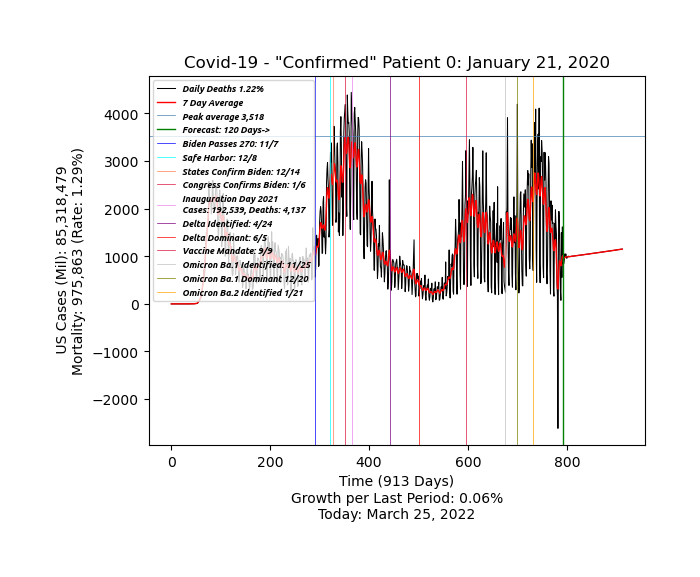 Covid-19 - "Confirmed" Patient 0: January 21, 2020
Daily Deaths 1.22%
7 Day Average
Peak average 3,518
Forecast: 120 Days->
Biden Passes 270: 11/7
Safe Harbor: 12/8
States Confirm Biden: 12/14
Congress Confirms Biden: 1/6
Inauguration Day 2021
Cases: 192,539, Deaths: 4,137
Delta Identified: 4/24
Delta Dominant: 6/5
Vaccine Mandate: 9/9
Omicron Ba.1 Identified: 11/25
Omicron Ba.1 Dominant 12/20
Omicron Ba.2 Identified 1/21
US Cases (Mil): 85,318,479
Mortality: 975,863 (Rate: 1.29%)
4000
3000
2000
1000
0
−1000
−2000
0 200 400 600 800
Time (913 Days)
Growth per Last Period: 0.06%
Today: March 25, 2022